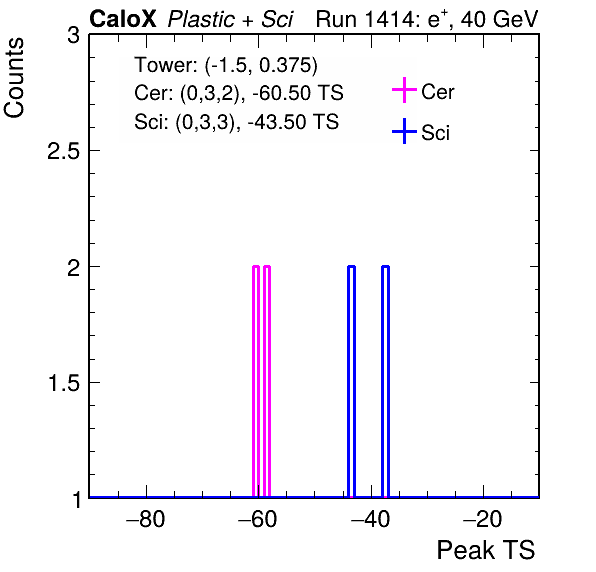 CaloX Plastic + Sci Run 1414: e⁺, 40 GeV
Counts
3
2.5
2
1.5
1
Tower: (-1.5, 0.375)
Cer: (0,3,2), -60.50 TS
Sci: (0,3,3), -43.50 TS
Cer
Sci
−80 −60 −40 −20
Peak TS